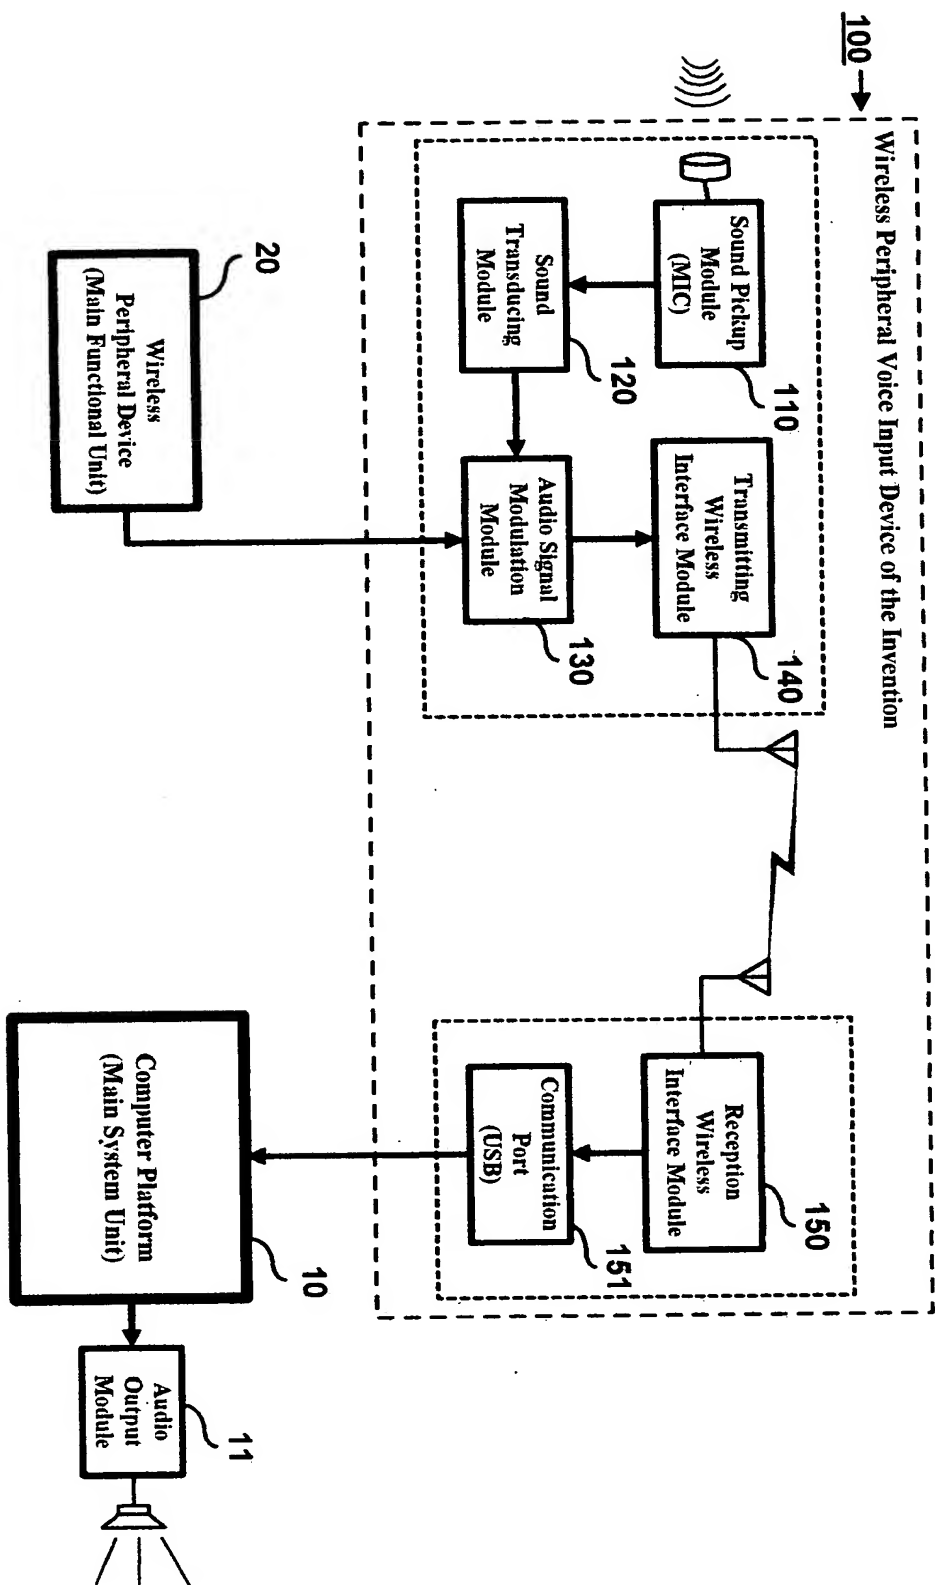 100
Wireless Peripheral Voice Input Device of the Invention
Sound Pickup
Module
(MIC)
110
Transmitting
Wireless
Interface Module
140
Reception
Wireless
Interface Module
150
Sound
Transducing
Module
120
Audio Signal
Modulation
Module
130
Communication
Port
(USB)
151
20
Wireless
Peripheral Device
(Main Functional Unit)
Computer Platform
(Main System Unit)
10
Audio
Output
Module
11